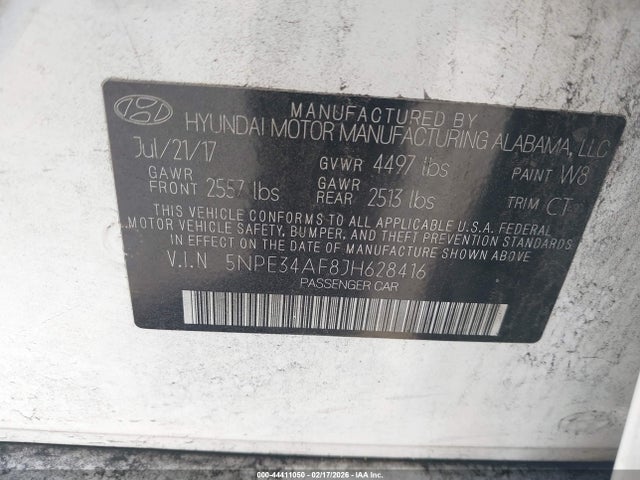 MANUFACTURED BY
HYUNDAI MOTOR MANUFACTURING ALABAMA, LLC
Jul/21/17 GVWR 4497 lbs PAINT W8
GAWR FRONT 2557 lbs GAWR REAR 2513 lbs TRIM CT
THIS VEHICLE CONFORMS TO ALL APPLICABLE U.S.A. FEDERAL
MOTOR VEHICLE SAFETY, BUMPER, AND THEFT PREVENTION STANDARDS
IN EFFECT ON THE DATE OF MANUFACTURE SHOWN ABOVE.
V.I.N 5NPE34AF8JH628416
PASSENGER CAR
000-44411050 - 02/17/2026 - IAA Inc.